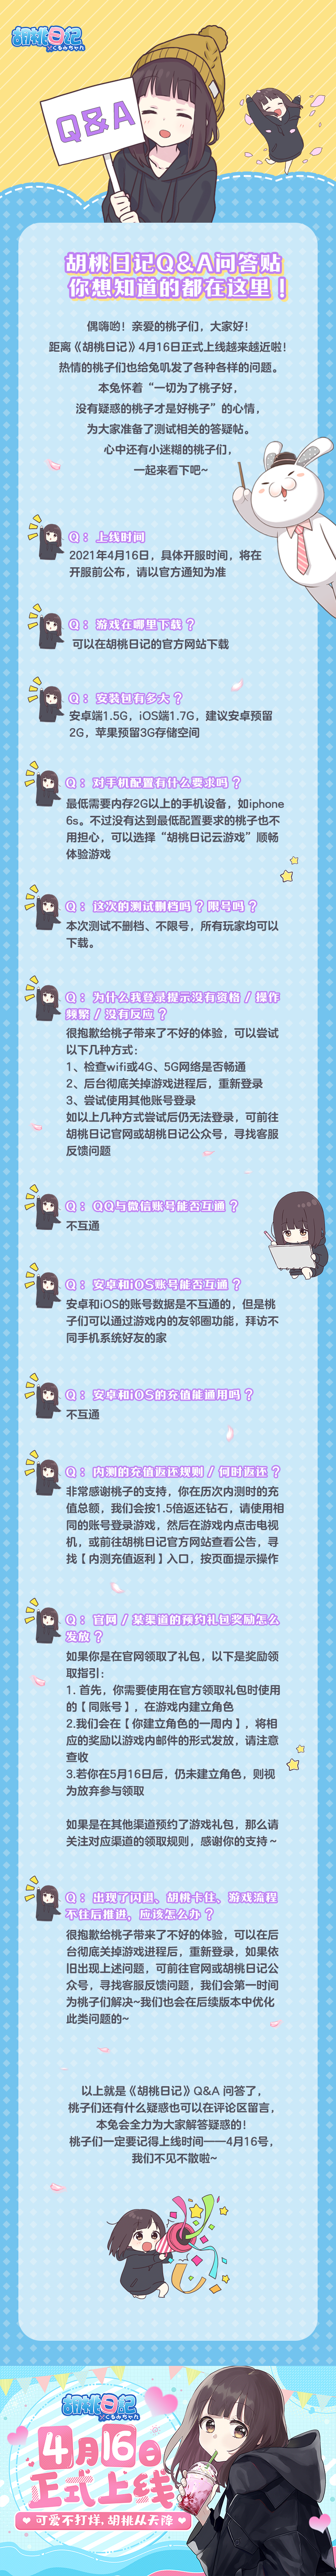 胡桃日记
×くるみちゃん
Q&A
胡桃日记Q&A问答贴
你想知道的都在这里！
偶嗨哟！亲爱的桃子们，大家好！
距离《胡桃日记》4月16日正式上线越来越近啦！
热情的桃子们也给兔叽发了各种各样的问题。
本兔怀着“一切为了桃子好，
没有疑惑的桃子才是好桃子”的心情，
为大家准备了测试相关的答疑帖。
心中还有小迷糊的桃子们，
一起来看下吧~
Q：上线时间
2021年4月16日，具体开服时间，将在
开服前公布，请以官方通知为准
Q：游戏在哪里下载？
可以在胡桃日记的官方网站下载
Q：安装包有多大？
安卓端1.5G，iOS端1.7G，建议安卓预留
2G，苹果预留3G存储空间
Q：对手机配置有什么要求吗？
最低需要内存2G以上的手机设备，如iphone
6s。不过没有达到最低配置要求的桃子也不
用担心，可以选择“胡桃日记云游戏”顺畅
体验游戏
Q：这次的测试删档吗？限号吗？
本次测试不删档、不限号，所有玩家均可以
下载。
Q：为什么我登录提示没有资格 / 操作
频繁 / 没有反应？
很抱歉给桃子带来了不好的体验，可以尝试
以下几种方式：
1、检查wifi或4G、5G网络是否畅通
2、后台彻底关掉游戏进程后，重新登录
3、尝试使用其他账号登录
如以上几种方式尝试后仍无法登录，可前往
胡桃日记官网或胡桃日记公众号，寻找客服
反馈问题
Q：QQ与微信账号能否互通？
不互通
Q：安卓和iOS账号能否互通？
安卓和iOS的账号数据是不互通的，但是桃
子们可以通过游戏内的友邻圈功能，拜访不
同手机系统好友的家
Q：安卓和iOS的充值能通用吗？
不互通
Q：内测的充值返还规则 / 何时返还？
非常感谢桃子的支持，你在历次内测时的充
值总额，我们会按1.5倍返还钻石，请使用相
同的账号登录游戏，然后在游戏内点击电视
机，或前往胡桃日记官方网站查看公告，寻
找【内测充值返利】入口，按页面提示操作
Q：官网 / 某渠道的预约礼包奖励怎么
发放？
如果你是在官网领取了礼包，以下是奖励领
取指引：
1. 首先，你需要使用在官方领取礼包时使用
的【同账号】，在游戏内建立角色
2.我们会在【你建立角色的一周内】，将相
应的奖励以游戏内邮件的形式发放，请注意
查收
3.若你在5月16日后，仍未建立角色，则视
为放弃参与领取
如果是在其他渠道预约了游戏礼包，那么请
关注对应渠道的领取规则，感谢你的支持～
Q：出现了闪退、胡桃卡住、游戏流程
不往后推进，应该怎么办？
很抱歉给桃子带来了不好的体验，可以在后
台彻底关掉游戏进程后，重新登录，如果依
旧出现上述问题，可前往官网或胡桃日记公
众号，寻找客服反馈问题，我们会第一时间
为桃子们解决~我们也会在后续版本中优化
此类问题的~
以上就是《胡桃日记》Q&A 问答了，
桃子们还有什么疑惑也可以在评论区留言，
本兔会全力为大家解答疑惑的！
桃子们一定要记得上线时间——4月16号，
我们不见不散啦~
胡桃日记
×くるみちゃん
4月16日
正式上线
可爱不打烊，胡桃从天降